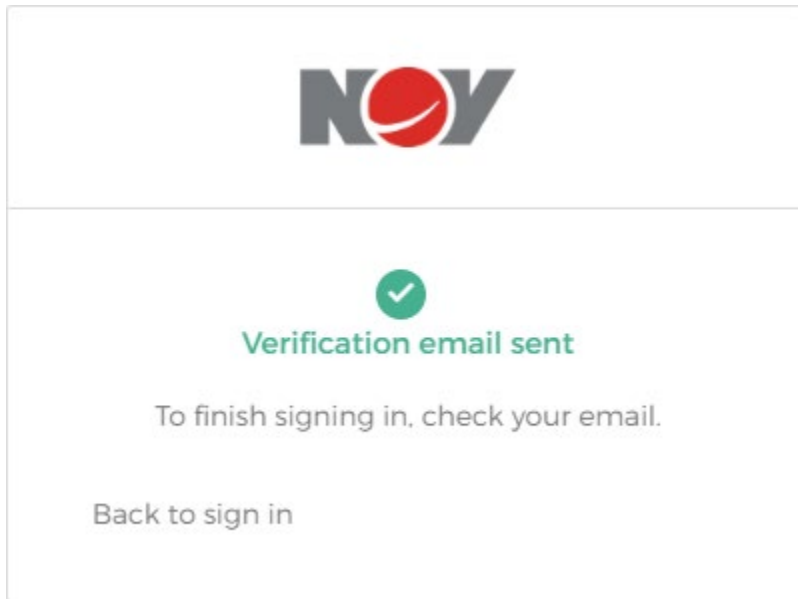 NOV
Verification email sent
To finish signing in, check your email.
Back to sign in